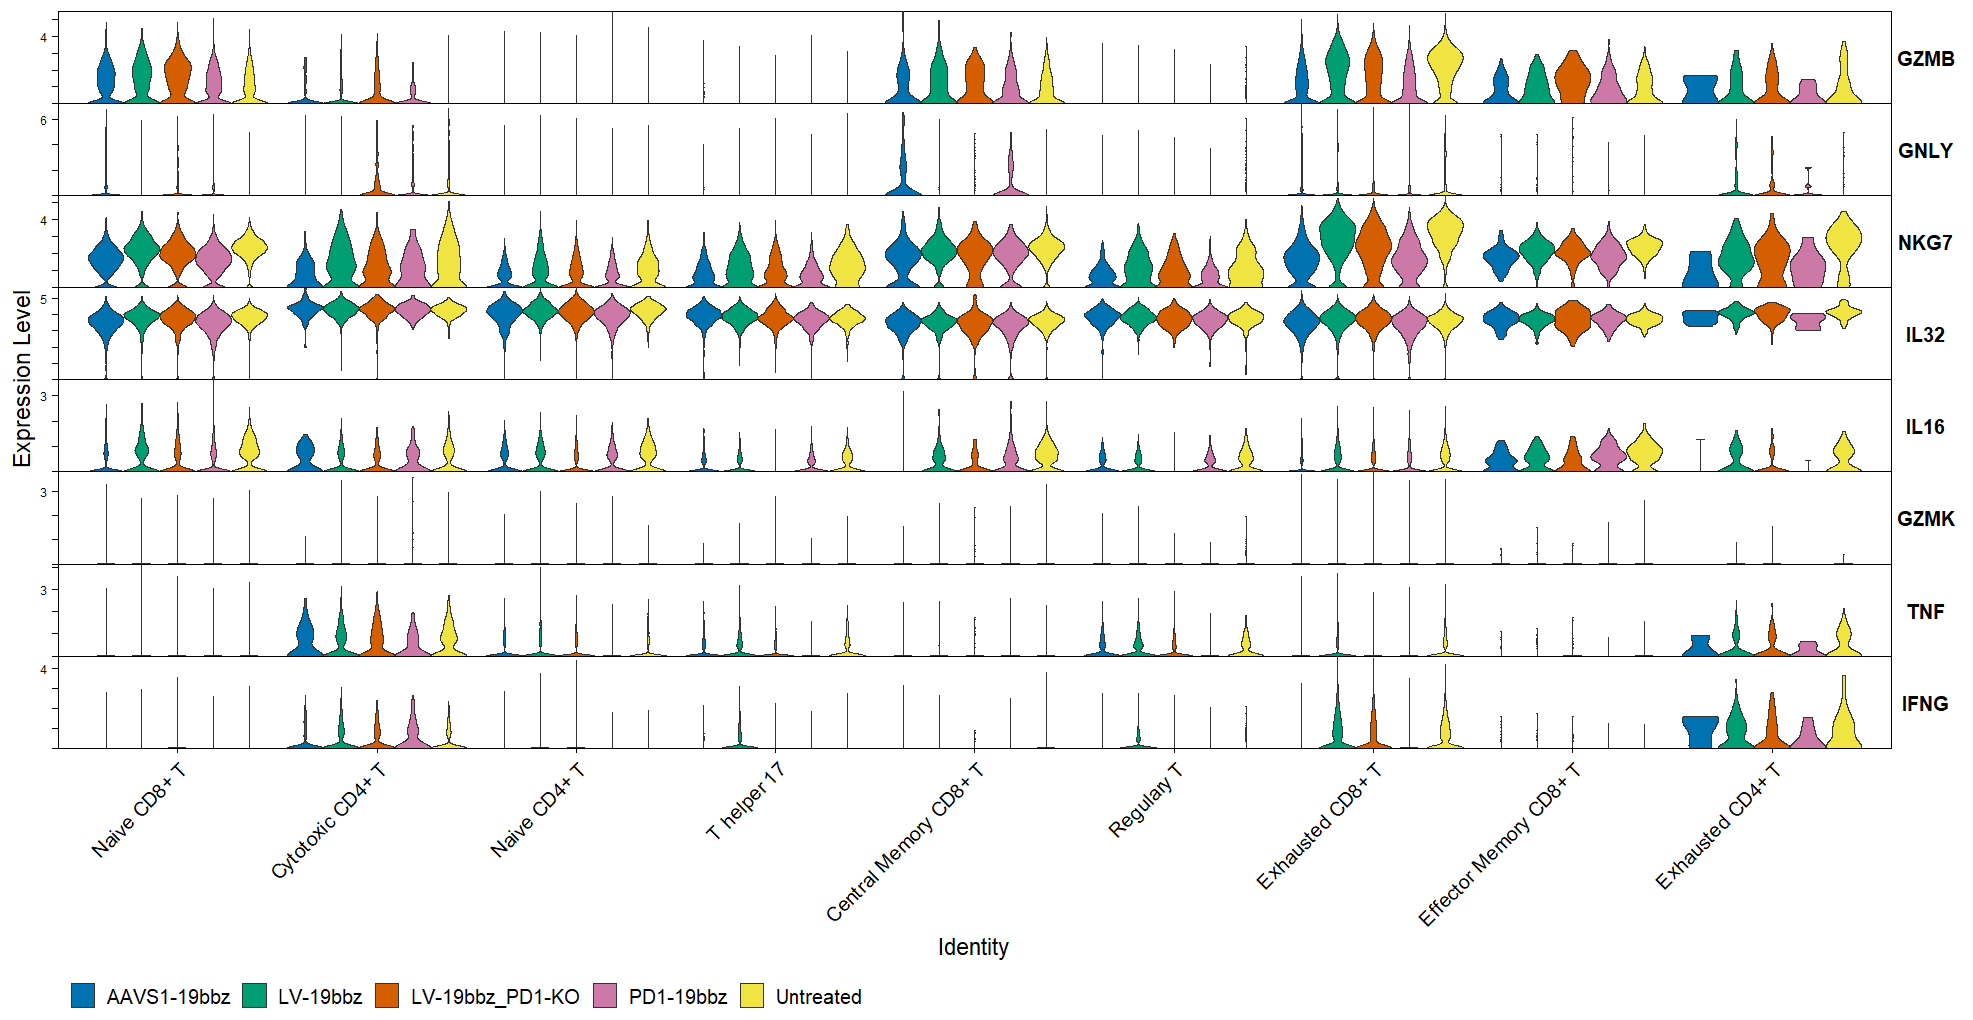 4
GZMB
6
GNLY
4
NKG7
5
IL32
3
IL16
3
GZMK
3
TNF
4
IFNG
Expression Level
Naive CD8+ T
Cytotoxic CD4+ T
Naive CD4+ T
T helper 17
Central Memory CD8+ T
Regulary T
Exhausted CD8+ T
Effector Memory CD8+ T
Exhausted CD4+ T
Identity
AAVS1-19bbz LV-19bbz LV-19bbz_PD1-KO PD1-19bbz Untreated